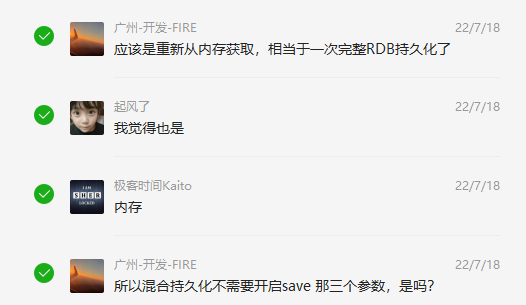 广州-开发-FIRE 22/7/18
应该是重新从内存获取，相当于一次完整RDB持久化了
起风了 22/7/18
我觉得也是
极客时间Kaito 22/7/18
I AM
SHER
LOCKED
内存
广州-开发-FIRE 22/7/18
所以混合持久化不需要开启save 那三个参数，是吗？